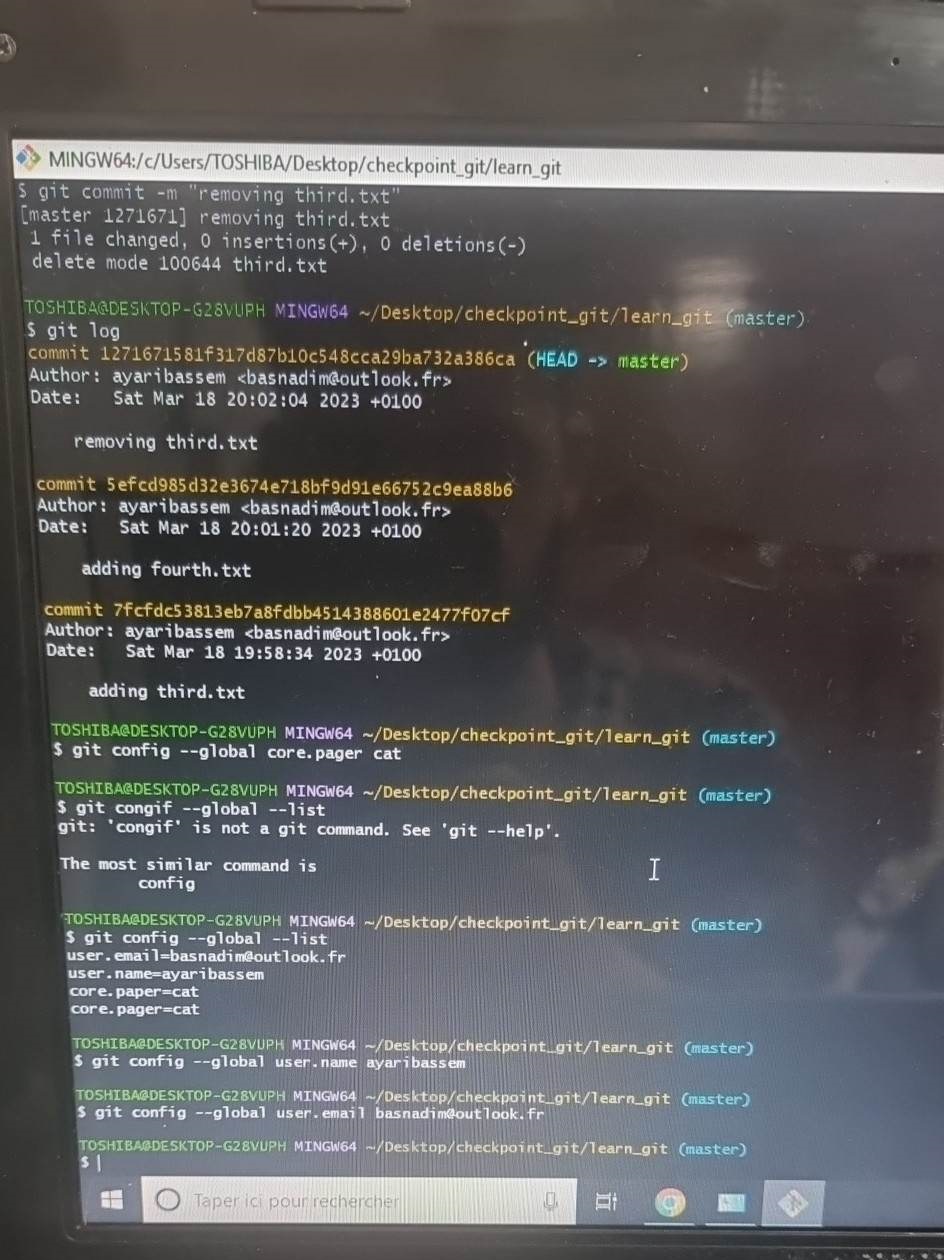 MINGW64:/c/Users/TOSHIBA/Desktop/checkpoint_git/learn_git
$ git commit -m "removing third.txt"
[master 1271671] removing third.txt
1 file changed, 0 insertions(+), 0 deletions(-)
delete mode 100644 third.txt
TOSHIBA@DESKTOP-G28VUPH MINGW64 ~/Desktop/checkpoint_git/learn_git (master)
$ git log
commit 1271671581f317d87b10c548cca29ba732a386ca (HEAD -> master)
Author: ayaribassem <basnadim@outlook.fr>
Date: Sat Mar 18 20:02:04 2023 +0100
removing third.txt
commit 5efcd985d32e3674e718bf9d91e66752c9ea88b6
Author: ayaribassem <basnadim@outlook.fr>
Date: Sat Mar 18 20:01:20 2023 +0100
adding fourth.txt
commit 7fcfdc53813eb7a8fdbb4514388601e2477f07cf
Author: ayaribassem <basnadim@outlook.fr>
Date: Sat Mar 18 19:58:34 2023 +0100
adding third.txt
TOSHIBA@DESKTOP-G28VUPH MINGW64 ~/Desktop/checkpoint_git/learn_git (master)
$ git config --global core.pager cat
TOSHIBA@DESKTOP-G28VUPH MINGW64 ~/Desktop/checkpoint_git/learn_git (master)
$ git congif --global --list
git: 'congif' is not a git command. See 'git --help'.
The most similar command is
config
TOSHIBA@DESKTOP-G28VUPH MINGW64 ~/Desktop/checkpoint_git/learn_git (master)
$ git config --global --list
user.email=basnadim@outlook.fr
user.name=ayaribassem
core.paper=cat
core.pager=cat
TOSHIBA@DESKTOP-G28VUPH MINGW64 ~/Desktop/checkpoint_git/learn_git (master)
$ git config --global user.name ayaribassem
TOSHIBA@DESKTOP-G28VUPH MINGW64 ~/Desktop/checkpoint_git/learn_git (master)
$ git config --global user.email basnadim@outlook.fr
TOSHIBA@DESKTOP-G28VUPH MINGW64 ~/Desktop/checkpoint_git/learn_git (master)
$
Taper ici pour rechercher